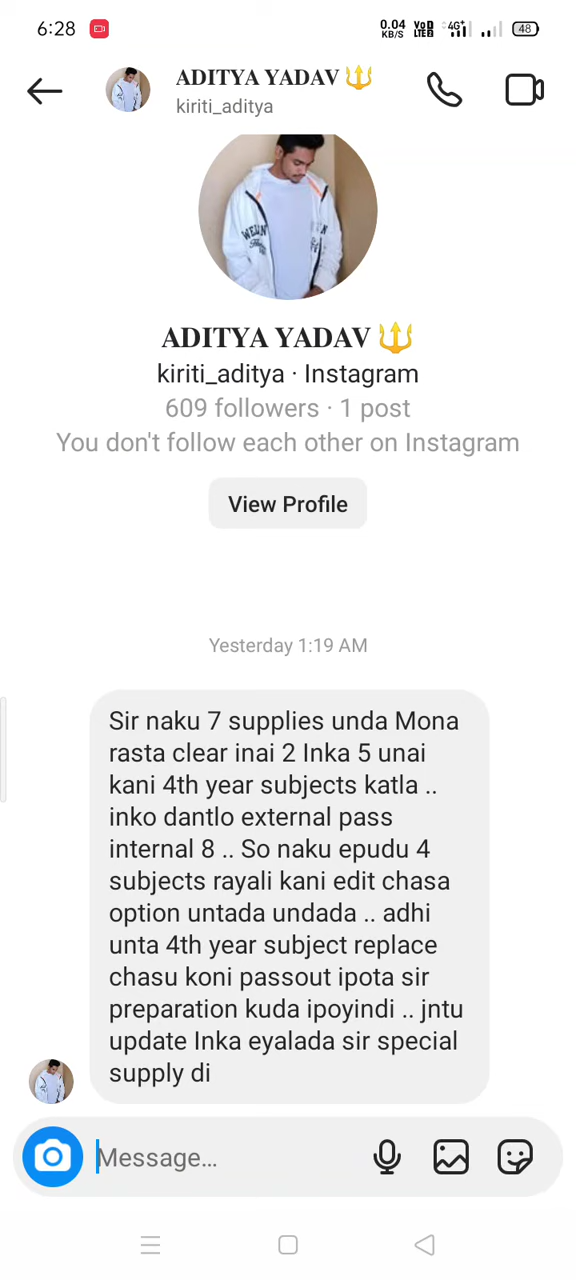 6:28
0.04 KB/S VoD LTE2 4G+ 48
ADITYA YADAV 🔱
kiriti_aditya
ADITYA YADAV 🔱
kiriti_aditya · Instagram
609 followers · 1 post
You don't follow each other on Instagram
View Profile
Yesterday 1:19 AM
Sir naku 7 supplies unda Mona
rasta clear inai 2 Inka 5 unai
kani 4th year subjects katla ..
inko dantlo external pass
internal 8 .. So naku epudu 4
subjects rayali kani edit chasa
option untada undada .. adhi
unta 4th year subject replace
chasu koni passout ipota sir
preparation kuda ipoyindi .. jntu
update Inka eyalada sir special
supply di
Message...